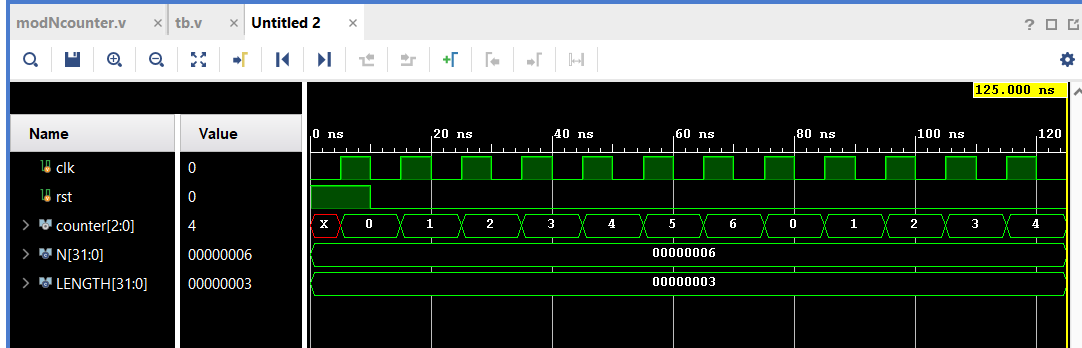 modNcounter.v × tb.v × Untitled 2 ×
?
125.000 ns
Name Value
0 ns 20 ns 40 ns 60 ns 80 ns 100 ns 120
clk 0
rst 0
counter[2:0] 4 X 0 1 2 3 4 5 6 0 1 2 3 4
N[31:0] 00000006 00000006
LENGTH[31:0] 00000003 00000003